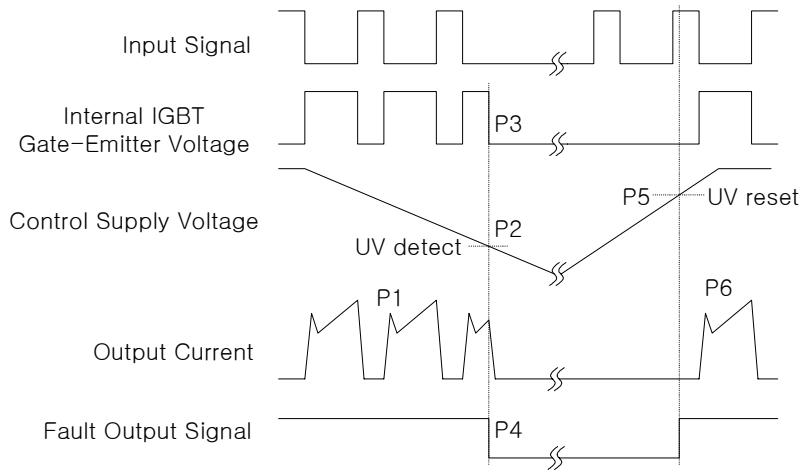 Input Signal
Internal IGBT
Gate-Emitter Voltage
P3
Control Supply Voltage
P5
UV reset
P2
UV detect
P1
P6
Output Current
Fault Output Signal
P4